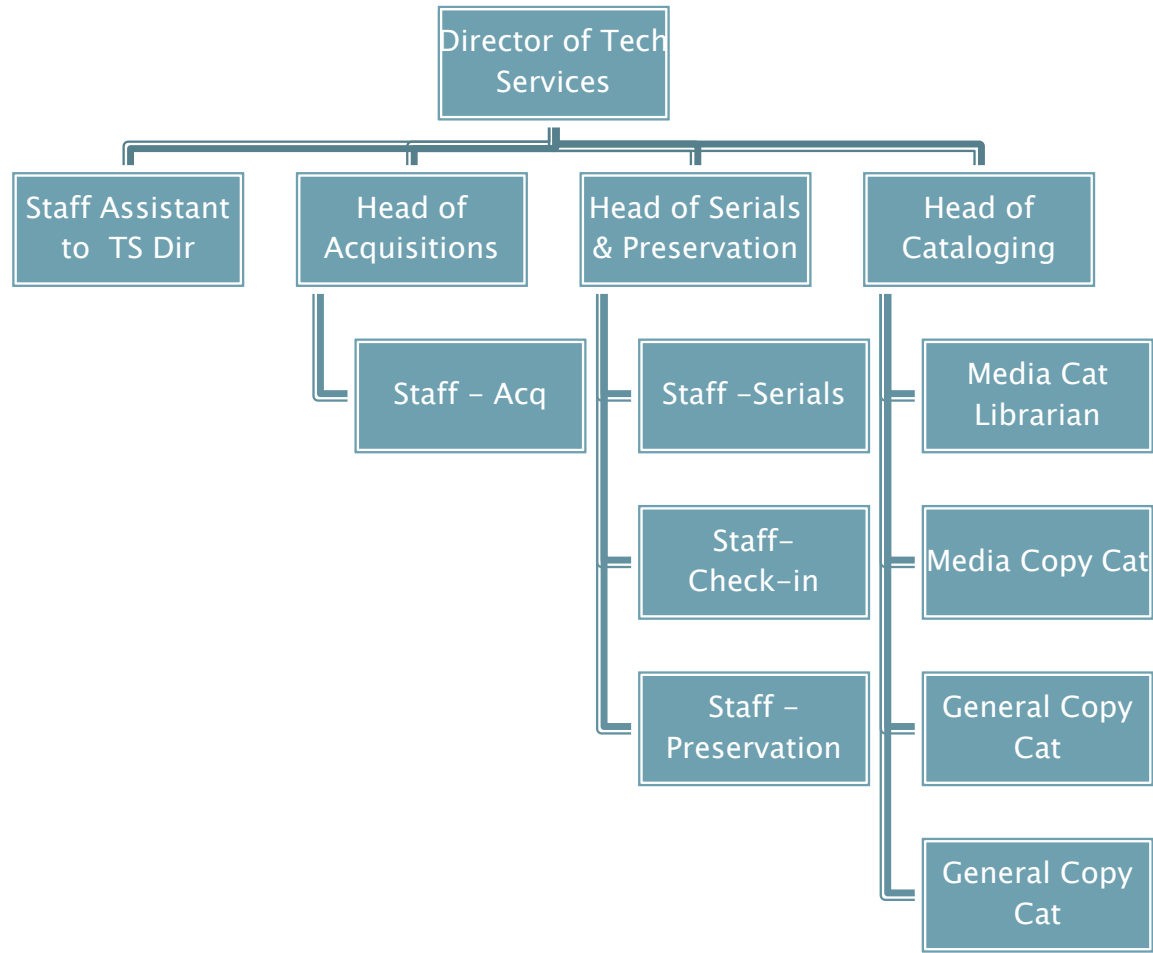 Director of Tech
Services
Staff Assistant
to TS Dir
Head of
Acquisitions
Head of Serials
& Preservation
Head of
Cataloging
Staff – Acq
Staff –Serials
Media Cat
Librarian
Staff–
Check–in
Media Copy Cat
Staff –
Preservation
General Copy
Cat
General Copy
Cat